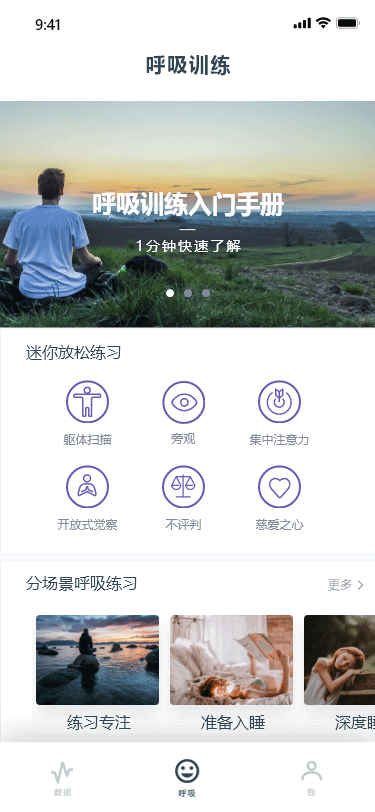 9:41
呼吸训练
呼吸训练入门手册
1分钟快速了解
迷你放松练习
躯体扫描
旁观
集中注意力
开放式觉察
不评判
慈爱之心
分场景呼吸练习
更多
练习专注
准备入睡
深度睡
数据
呼吸
我